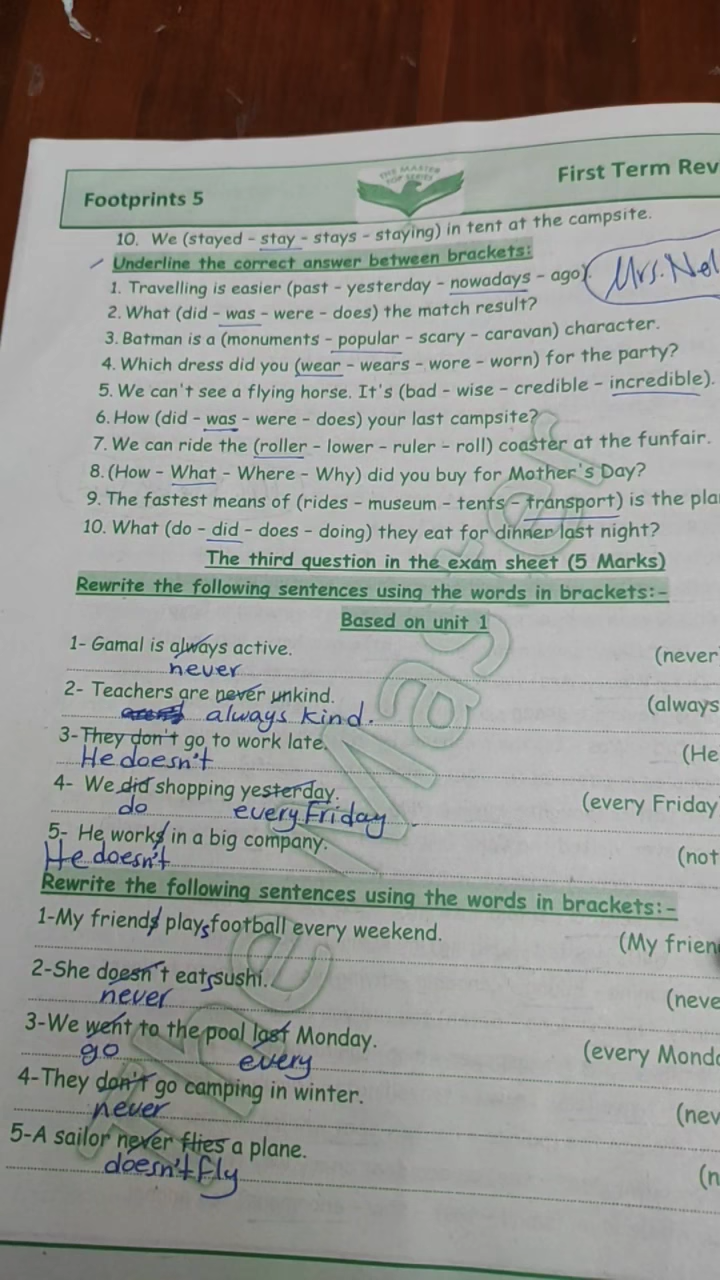 THE MASTER
TOP SERIES
Footprints 5
First Term Rev
10. We (stayed - stay - stays - staying) in tent at the campsite.
Underline the correct answer between brackets:
Mrs.
1. Travelling is easier (past - yesterday - nowadays - ago).
2. What (did - was - were - does) the match result?
3. Batman is a (monuments - popular - scary - caravan) character.
4. Which dress did you (wear - wears - wore - worn) for the party?
5. We can't see a flying horse. It's (bad - wise - credible - incredible).
6. How (did - was - were - does) your last campsite?
7. We can ride the (roller - lower - ruler - roll) coaster at the funfair.
8. (How - What - Where - Why) did you buy for Mother's Day?
9. The fastest means of (rides - museum - tents - transport) is the pla
10. What (do - did - does - doing) they eat for dinner last night?
The third question in the exam sheet (5 Marks)
Rewrite the following sentences using the words in brackets:-
Based on unit 1
1- Gamal is always active. (never
never
2- Teachers are never unkind. (always
always kind.
3-They don't go to work late. (He
He doesn't
4- We did shopping yesterday. (every Friday
do every Friday
5- He works in a big company. (not
He doesn't
Rewrite the following sentences using the words in brackets:-
1-My friends plays football every weekend. (My frien
2-She doesn't eats sushi. (neve
never
3-We went to the pool last Monday. (every Monda
go every
4-They don't go camping in winter. (nev
never
5-A sailor never flies a plane. (n
doesn't fly
The Master